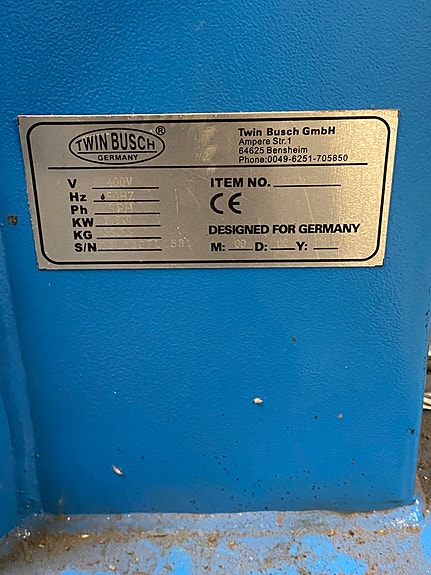 TWIN BUSCH ®
GERMANY
Twin Busch GmbH
Ampere Str.1
64625 Bensheim
Phone:0049-6251-705850
V 400V
Hz
Ph
KW
KG
S/N
ITEM NO.
CE
DESIGNED FOR GERMANY
M: D: Y: